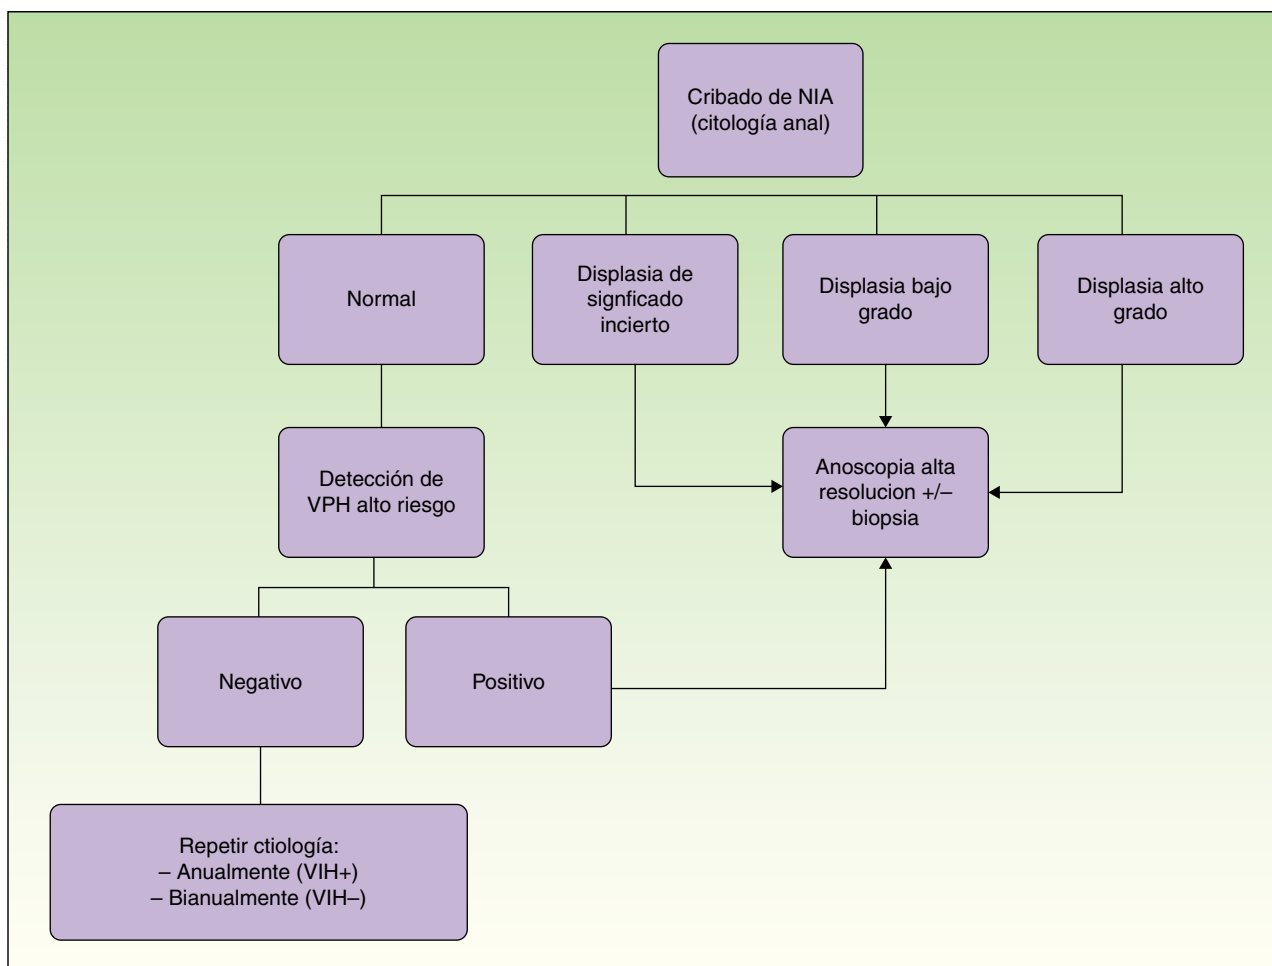 Cribado de NIA
(citología anal)
Normal
Displasia de
signficado
incierto
Displasia bajo
grado
Displasia alto
grado
Detección de
VPH alto riesgo
Anoscopia alta
resolucion +/–
biopsia
Negativo
Positivo
Repetir ctiología:
– Anualmente (VIH+)
– Bianualmente (VIH–)